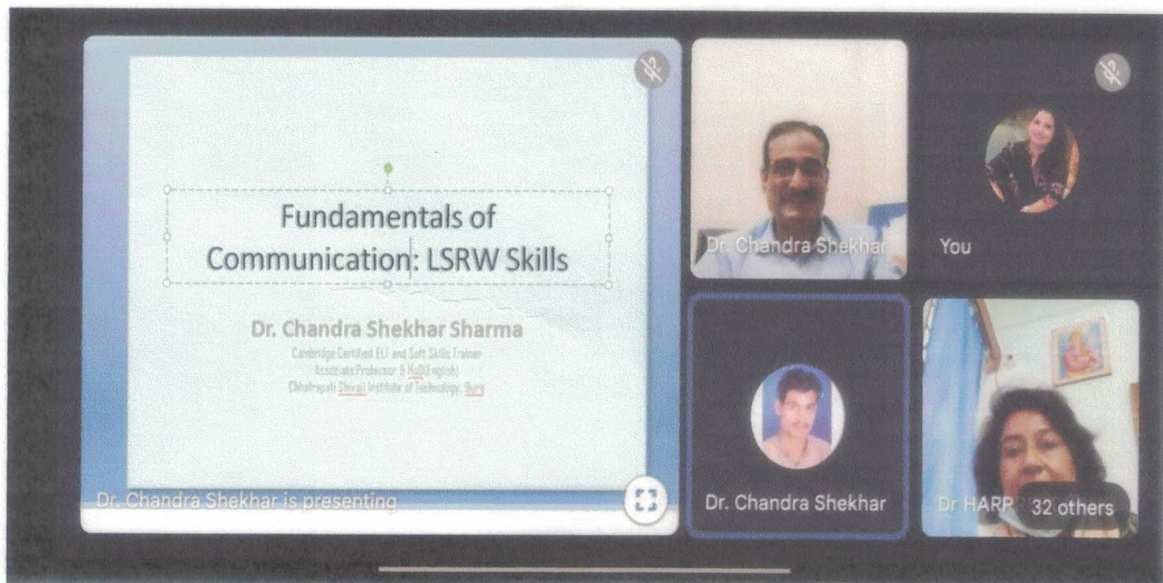 Fundamentals of
Communication: LSRW Skills
Dr. Chandra Shekhar Sharma
Cambridge Certified ELT and Soft Skills Trainer
Associate Professor & HoD(English)
Chhatrapati Shivaji Institute of Technology, Durg
Dr. Chandra Shekhar is presenting
Dr. Chandra Shekhar
You
Dr. Chandra Shekhar
Dr HARP
32 others